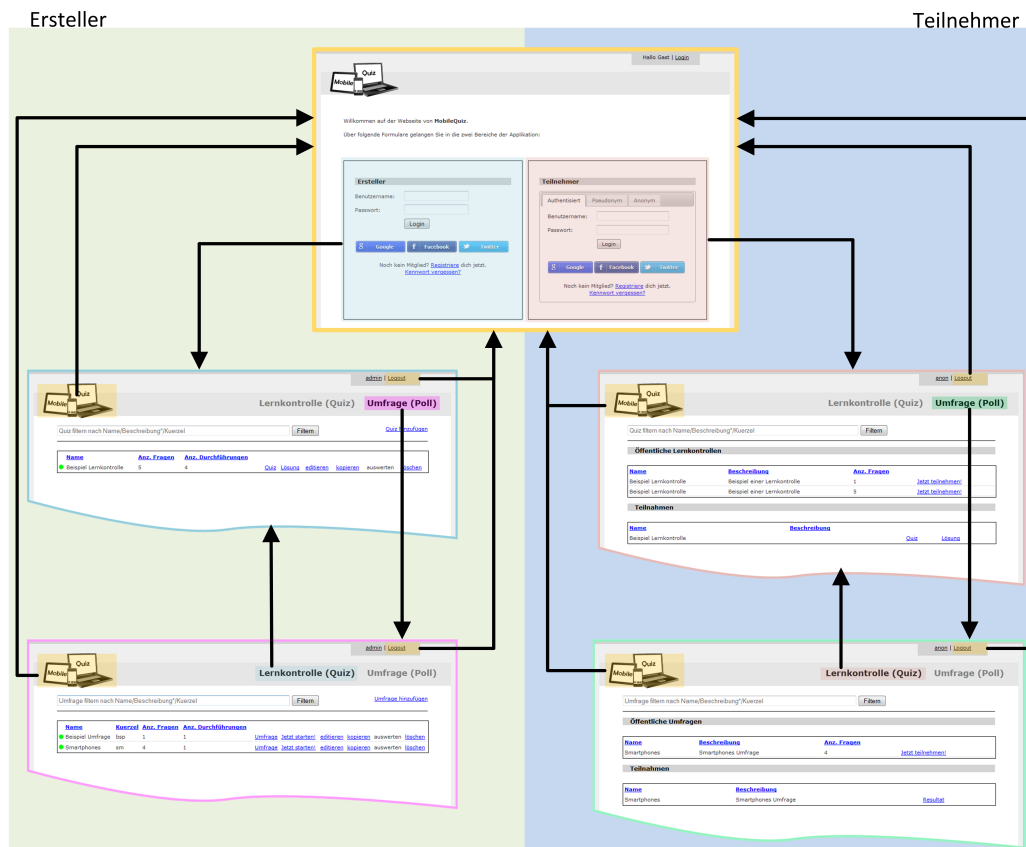 Ersteller
Teilnehmer
Hallo Gast | Login
Mobile Quiz
Willkommen auf der Webseite von MobileQuiz.
Über folgende Formulare gelangen Sie in die zwei Bereiche der Applikation:
Ersteller
Benutzername:
Passwort:
Login
Google Facebook Twitter
Noch kein Mitglied? Registriere dich jetzt.
Kennwort vergessen?
Teilnehmer
Authentisiert Pseudonym Anonym
Benutzername:
Passwort:
Login
Google Facebook Twitter
Noch kein Mitglied? Registriere dich jetzt.
Kennwort vergessen?
admin | Logout
Mobile Quiz
Lernkontrolle (Quiz) Umfrage (Poll)
Quiz filtern nach Name/Beschreibung"/Kuerzel Filtern Quiz hinzufügen
Name Anz. Fragen Anz. Durchführungen
Beispiel Lernkontrolle 5 4 Quiz Lösung editieren kopieren auswerten löschen
anon | Logout
Mobile Quiz
Lernkontrolle (Quiz) Umfrage (Poll)
Quiz filtern nach Name/Beschreibung"/Kuerzel Filtern
Öffentliche Lernkontrollen
Name Beschreibung Anz. Fragen
Beispiel Lernkontrolle Beispiel einer Lernkontrolle 1 Jetzt teilnehmen!
Beispiel Lernkontrolle Beispiel einer Lernkontrolle 5 Jetzt teilnehmen!
Teilnahmen
Name Beschreibung
Beispiel Lernkontrolle Quiz Lösung
admin | Logout
Mobile Quiz
Lernkontrolle (Quiz) Umfrage (Poll)
Umfrage filtern nach Name/Beschreibung"/Kuerzel Filtern Umfrage hinzufügen
Name Kuerzel Anz. Fragen Anz. Durchführungen
Beispiel Umfrage bsp 1 1 Umfrage Jetzt starten! editieren kopieren auswerten löschen
Smartphones sm 4 1 Umfrage Jetzt starten! editieren kopieren auswerten löschen
anon | Logout
Mobile Quiz
Lernkontrolle (Quiz) Umfrage (Poll)
Umfrage filtern nach Name/Beschreibung"/Kuerzel Filtern
Öffentliche Umfragen
Name Beschreibung Anz. Fragen
Smartphones Smartphones Umfrage 4 Jetzt teilnehmen!
Teilnahmen
Name Beschreibung
Smartphones Smartphones Umfrage Resultat